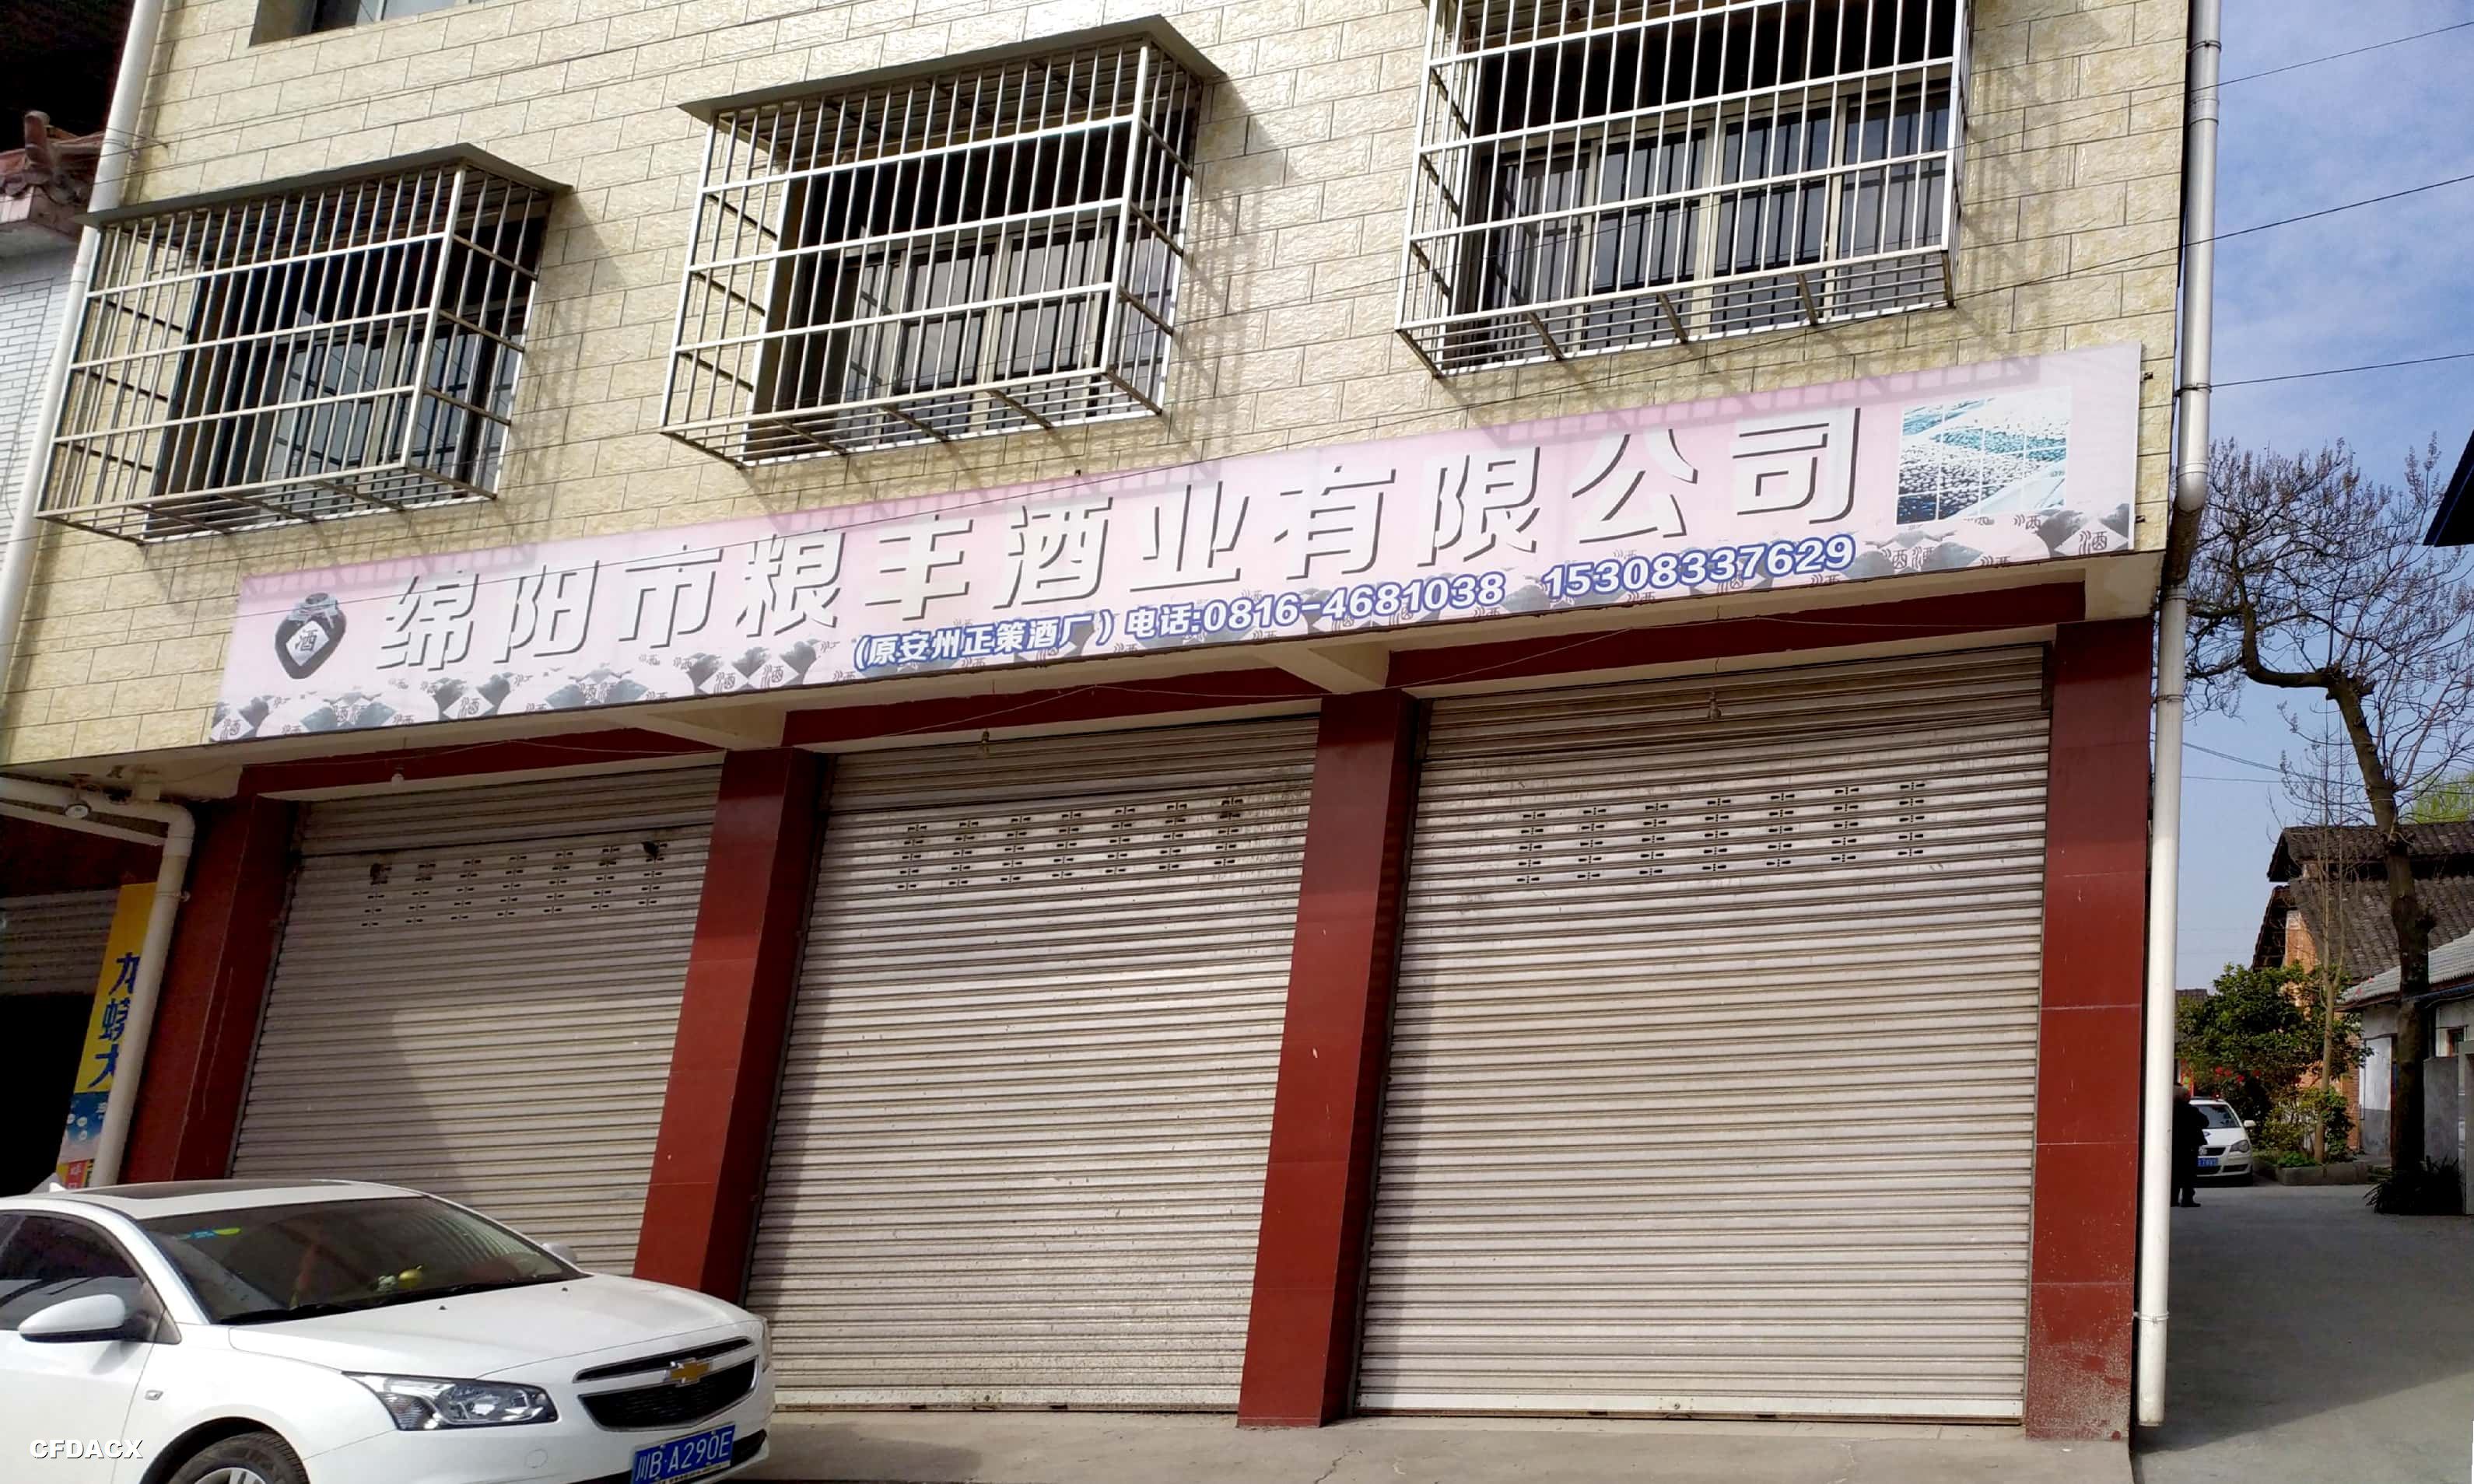 绵阳市粮丰酒业有限公司
(原安州正策酒厂) 电话:0816-4681038 15308337629
酒
川B·A290E
CFDACX